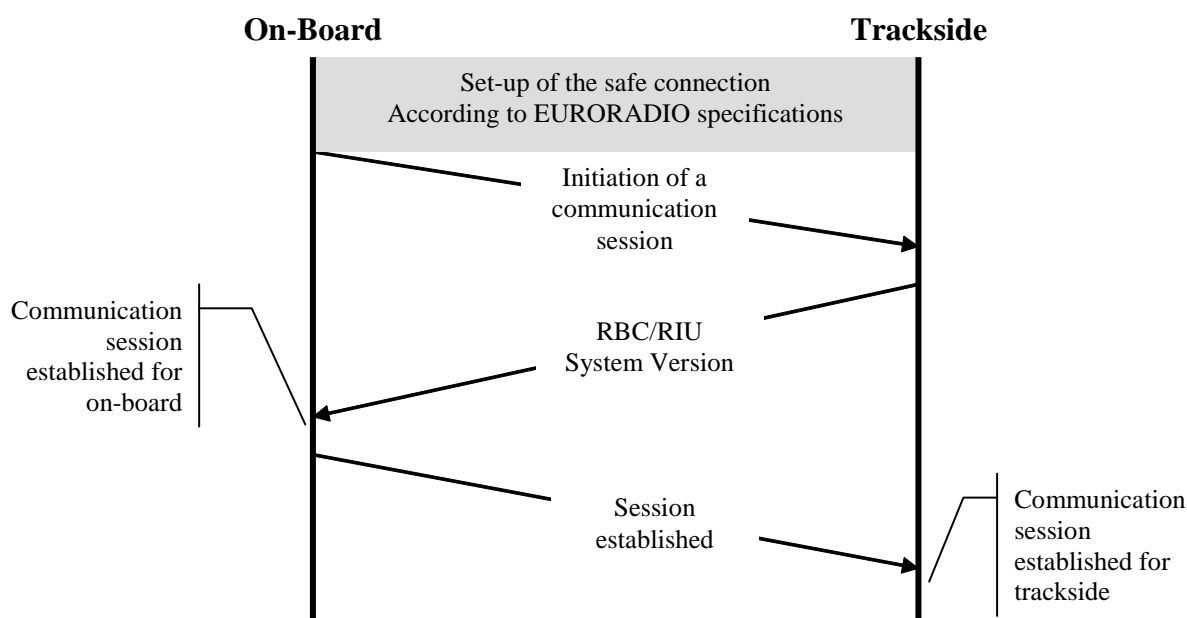 On-Board
Trackside
Set-up of the safe connection
According to EURORADIO specifications
Initiation of a
communication
session
Communication
session
established for
on-board
RBC/RIU
System Version
Session
established
Communication
session
established for
trackside